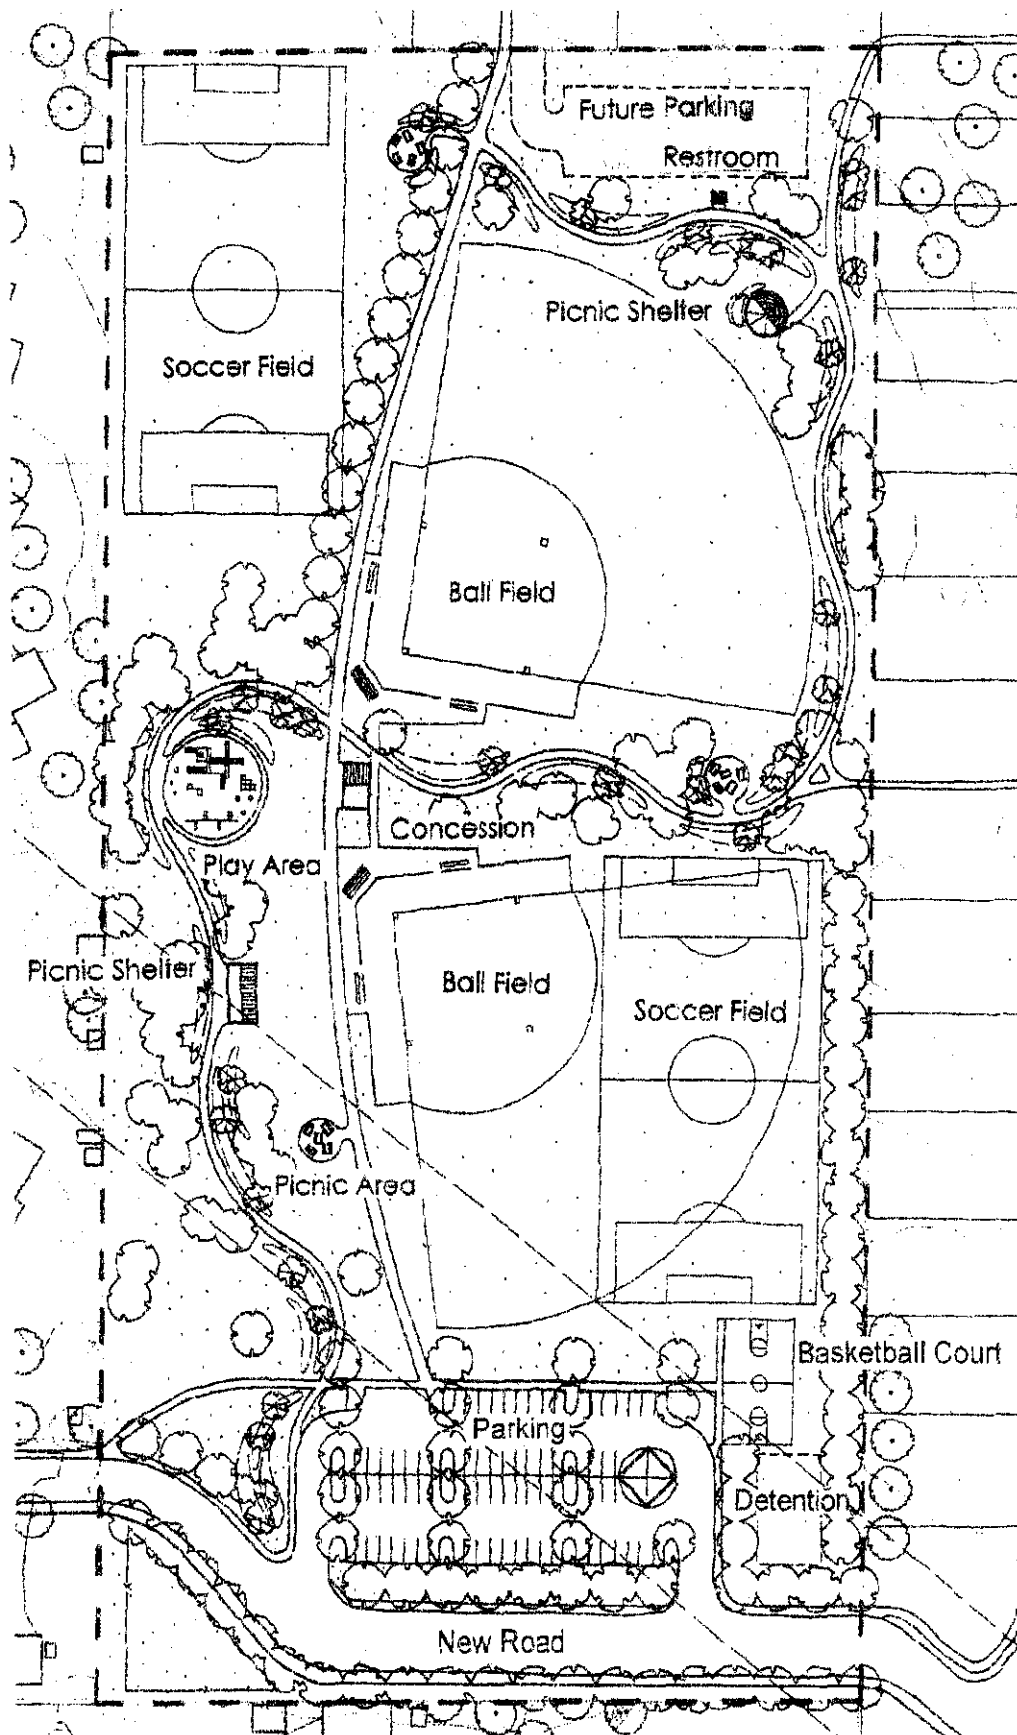 Future Parking
Restroom
Picnic Shelter
Soccer Field
Ball Field
Concession
Play Area
Picnic Shelter
Ball Field
Soccer Field
Picnic Area
Basketball Court
Parking
Detention
New Road